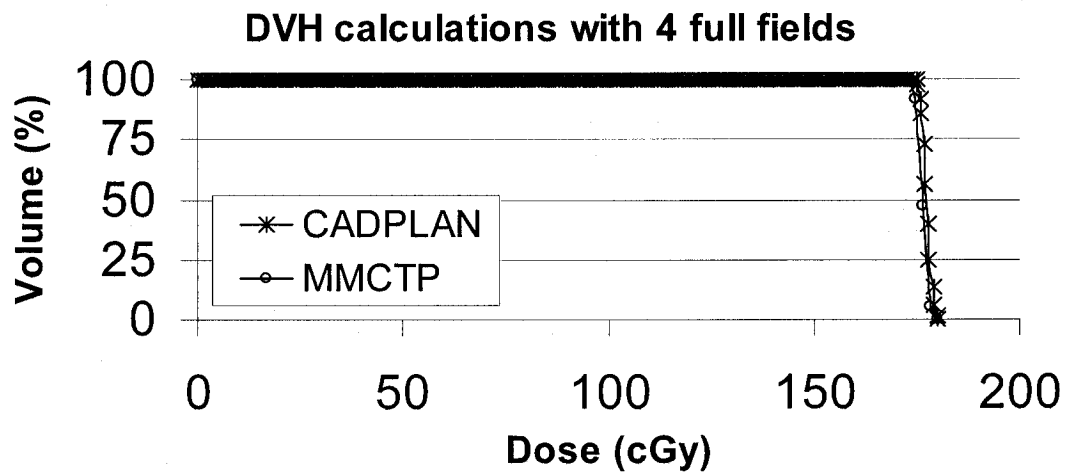 DVH calculations with 4 full fields
Volume (%)
100
75
50
25
0
CADPLAN
MMCTP
0 50 100 150 200
Dose (cGy)